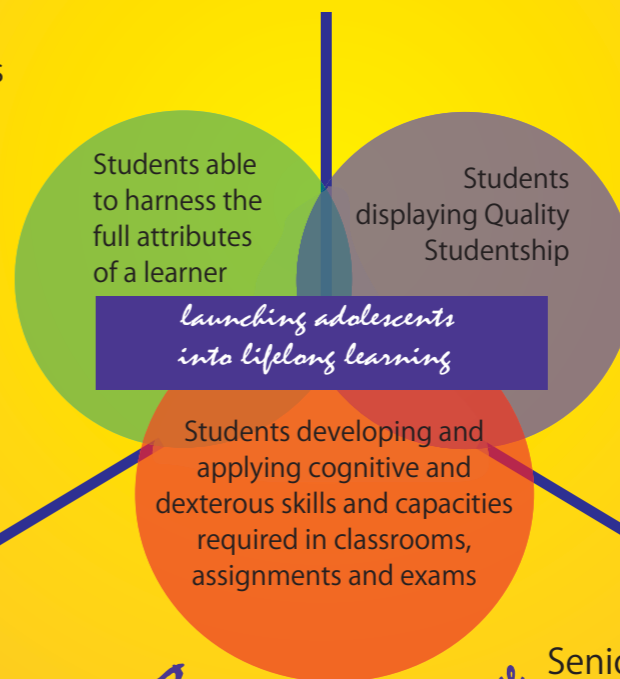 Students able
to harness the
full attributes
of a learner
Students
displaying Quality
Studentship
launching adolescents
into lifelong learning
Students developing and
applying cognitive and
dexterous skills and capacities
required in classrooms,
assignments and exams